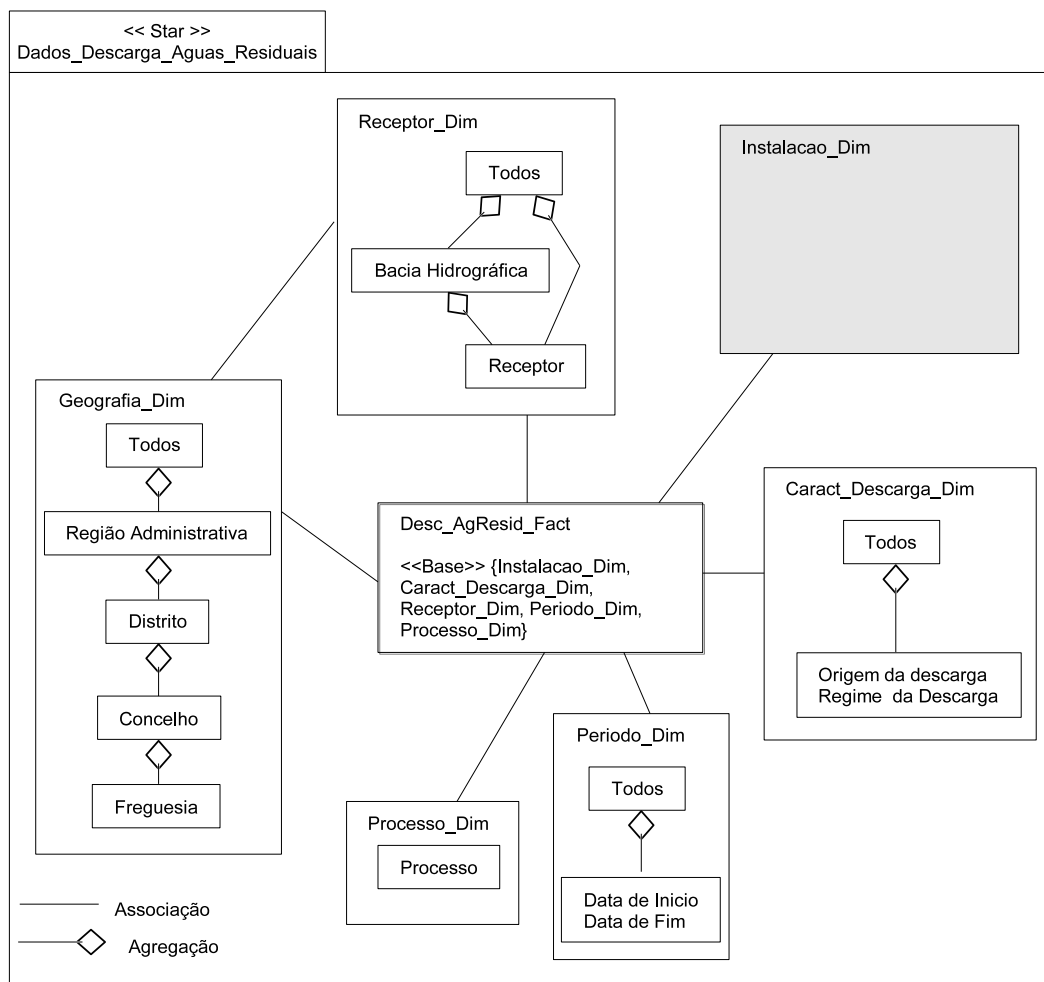 << Star >>
Dados_Descarga_Aguas_Residuais
Receptor_Dim
Todos
Bacia Hidrográfica
Receptor
Instalacao_Dim
Geografia_Dim
Todos
Região Administrativa
Distrito
Concelho
Freguesia
Desc_AgResid_Fact
<<Base>> {Instalacao_Dim,
Caract_Descarga_Dim,
Receptor_Dim, Periodo_Dim,
Processo_Dim}
Caract_Descarga_Dim
Todos
Origem da descarga
Regime da Descarga
Processo_Dim
Processo
Periodo_Dim
Todos
Data de Inicio
Data de Fim
Associação
Agregação